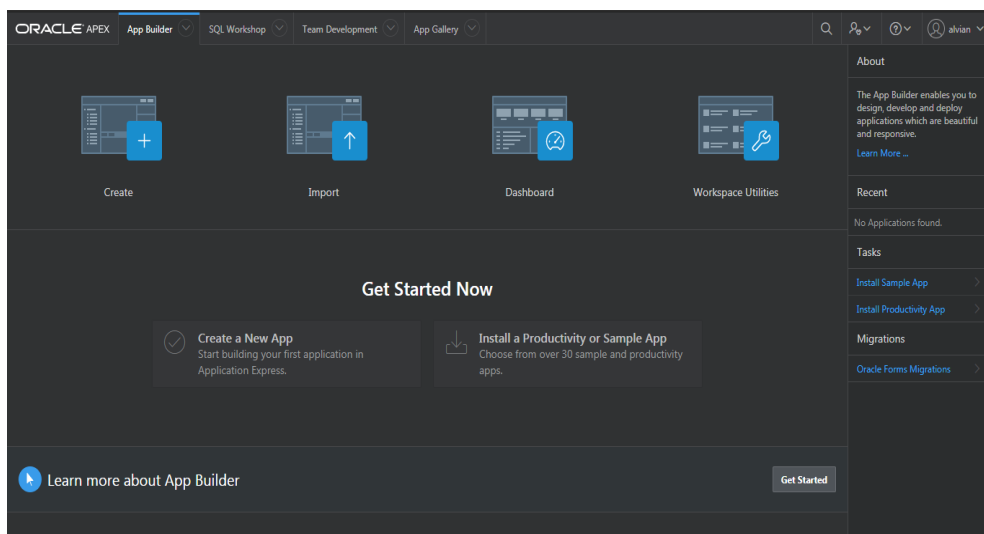 ORACLE APEX App Builder SQL Workshop Team Development App Gallery alvian
Create
Import
Dashboard
Workspace Utilities
Get Started Now
Create a New App
Start building your first application in
Application Express.
Install a Productivity or Sample App
Choose from over 30 sample and productivity
apps.
Learn more about App Builder
Get Started
About
The App Builder enables you to
design, develop and deploy
applications which are beautiful
and responsive.
Learn More ...
Recent
No Applications found.
Tasks
Install Sample App
Install Productivity App
Migrations
Oracle Forms Migrations